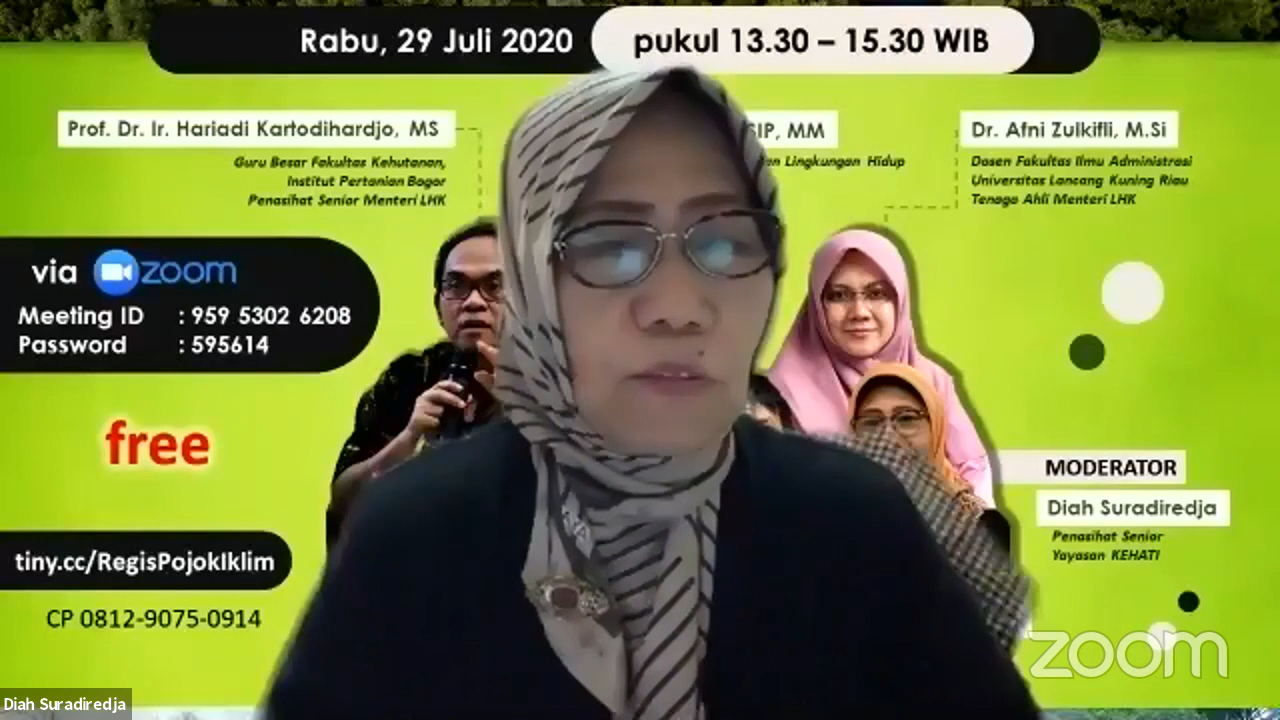 Rabu, 29 Juli 2020
pukul 13.30 – 15.30 WIB
Prof. Dr. Ir. Hariadi Kartodihardjo, MS
Guru Besar Fakultas Kehutanan,
Institut Pertanian Bogor
Penasihat Senior Menteri LHK
SIP, MM
Lingkungan Hidup
Dr. Afni Zulkifli, M.Si
Dosen Fakultas Ilmu Administrasi
Universitas Lancang Kuning Riau
Tenaga Ahli Menteri LHK
via zoom
Meeting ID : 959 5302 6208
Password : 595614
free
tiny.cc/RegisPojokIklim
CP 0812-9075-0914
MODERATOR
Diah Suradiredja
Penasihat Senior
Yayasan KEHATI
zoom
Diah Suradiredja